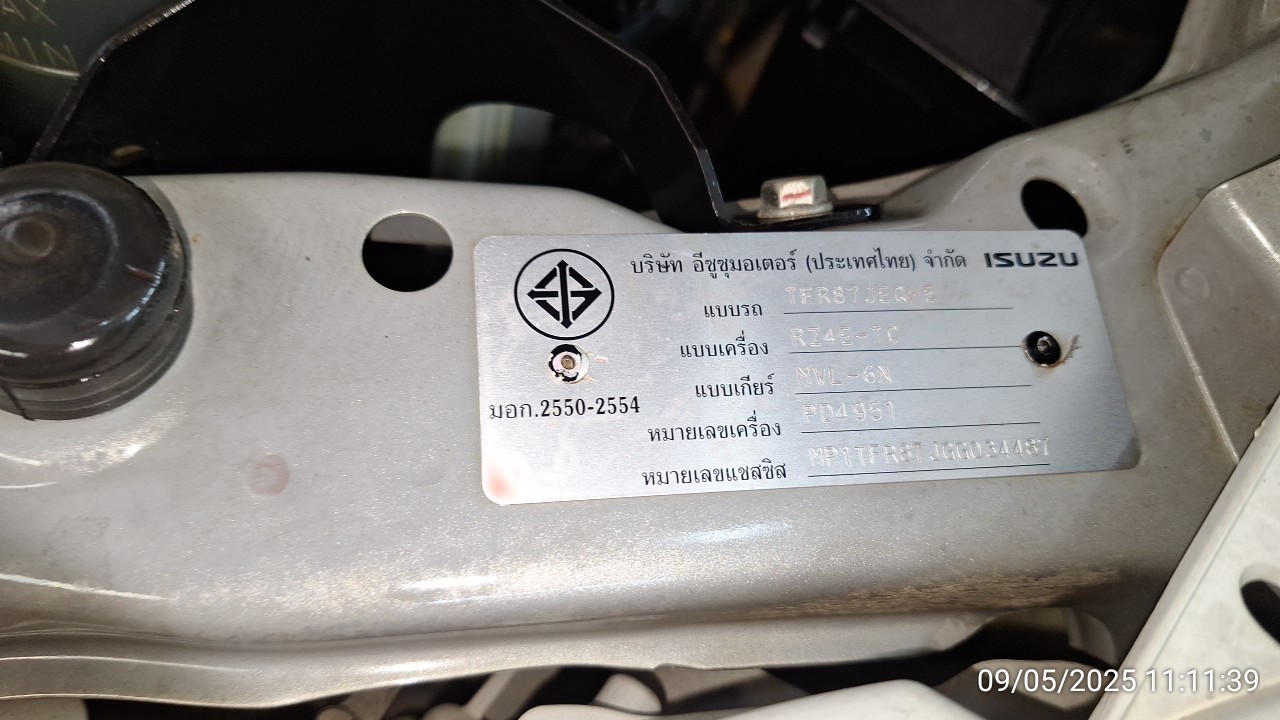 MAX
MIN
บริษัท อีซูซุมอเตอร์ (ประเทศไทย) จำกัด ISUZU
แบบรถ TFR87JEQ-S
แบบเครื่อง RZ4E-TC
แบบเกียร์ MVL-6N
มอก.2550-2554
หมายเลขเครื่อง PD4951
หมายเลขแชสซิส MP1TFR87JGG034487
09/05/2025 11:11:39